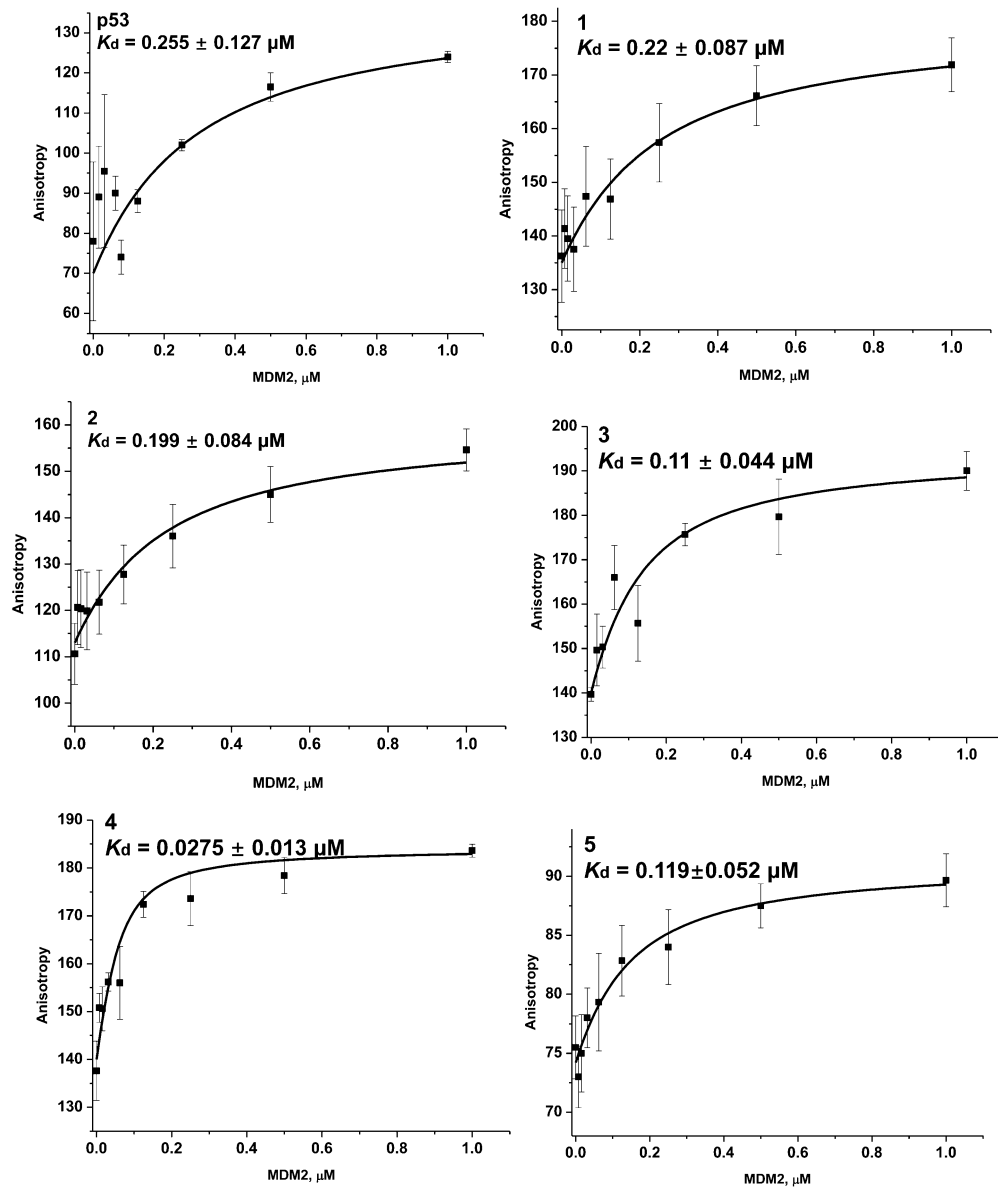 p53
Kd = 0.255 ± 0.127 µM
130
120
110
100
90
80
70
60
Anisotropy
0.0 0.2 0.4 0.6 0.8 1.0
MDM2, µM
1
Kd = 0.22 ± 0.087 µM
180
170
160
150
140
130
Anisotropy
0.0 0.2 0.4 0.6 0.8 1.0
MDM2, µM
2
Kd = 0.199 ± 0.084 µM
160
150
140
130
120
110
100
Anisotropy
0.0 0.2 0.4 0.6 0.8 1.0
MDM2, µM
3
Kd = 0.11 ± 0.044 µM
200
190
180
170
160
150
140
130
Anisotropy
0.0 0.2 0.4 0.6 0.8 1.0
MDM2, µM
4
Kd = 0.0275 ± 0.013 µM
190
180
170
160
150
140
130
Anisotropy
0.0 0.2 0.4 0.6 0.8 1.0
MDM2, µM
5
Kd = 0.119±0.052 µM
90
85
80
75
70
Anisotropy
0.0 0.2 0.4 0.6 0.8 1.0
MDM2, µM